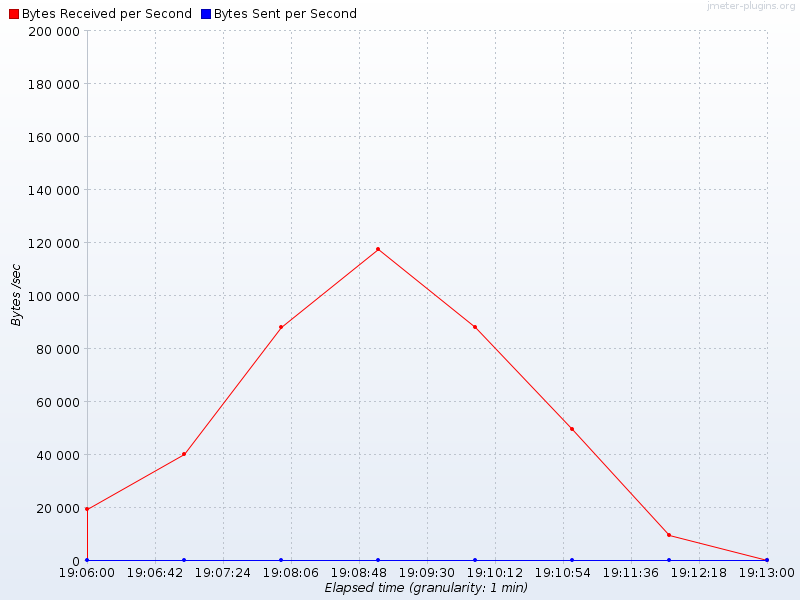 Bytes Received per Second Bytes Sent per Second
jmeter-plugins.org
200 000
180 000
160 000
140 000
120 000
100 000
80 000
60 000
40 000
20 000
0
Bytes /sec
19:06:00 19:06:42 19:07:24 19:08:06 19:08:48 19:09:30 19:10:12 19:10:54 19:11:36 19:12:18 19:13:00
Elapsed time (granularity: 1 min)